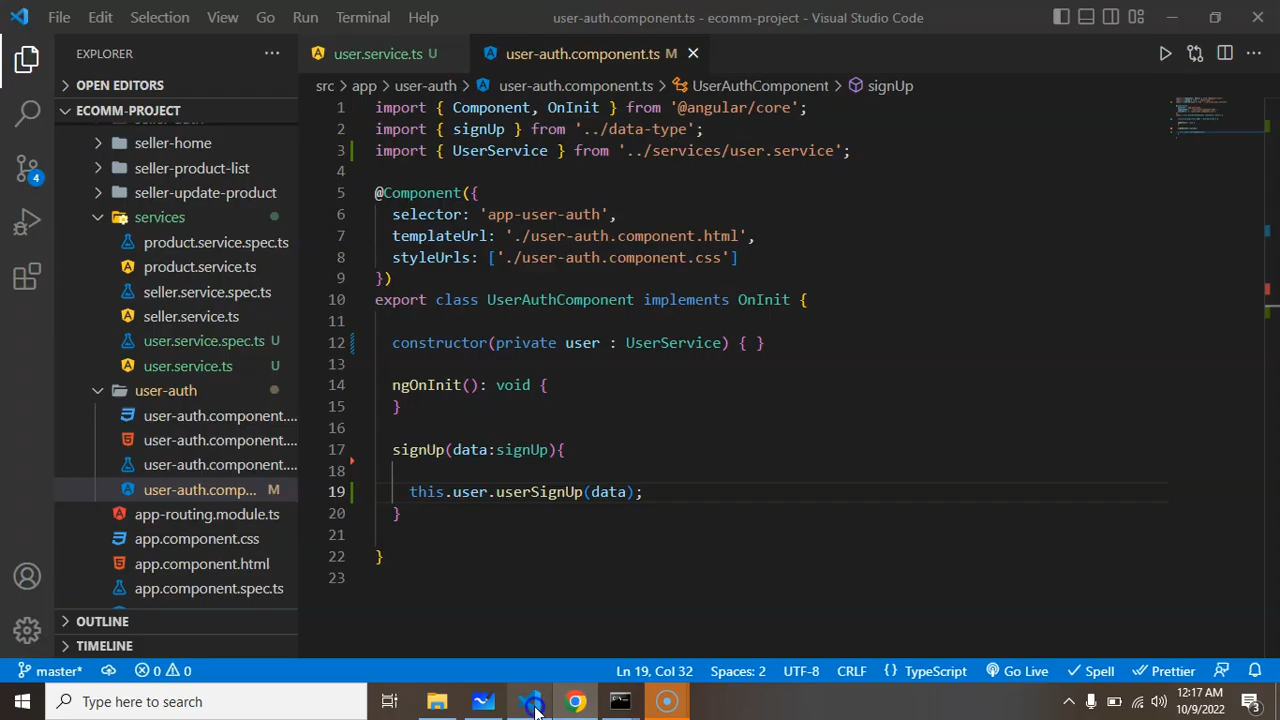 File Edit Selection View Go Run Terminal Help user-auth.component.ts - ecomm-project - Visual Studio Code
EXPLORER
OPEN EDITORS
ECOMM-PROJECT
seller-home
seller-product-list
seller-update-product
services
product.service.spec.ts
product.service.ts
seller.service.spec.ts
seller.service.ts
user.service.spec.ts
user.service.ts
user-auth
user-auth.component....
user-auth.component....
user-auth.component....
user-auth.comp... M
app-routing.module.ts
app.component.css
app.component.html
app.component.spec.ts
OUTLINE
TIMELINE
4
user.service.ts U user-auth.component.ts M
src > app > user-auth > user-auth.component.ts > UserAuthComponent > signUp
1 import { Component, OnInit } from '@angular/core';
2 import { signUp } from '../data-type';
3 import { UserService } from '../services/user.service';
4
5 @Component({
6 selector: 'app-user-auth',
7 templateUrl: './user-auth.component.html',
8 styleUrls: ['./user-auth.component.css']
9 })
10 export class UserAuthComponent implements OnInit {
11
12 constructor(private user : UserService) { }
13
14 ngOnInit(): void {
15 }
16
17 signUp(data:signUp){
18
19 this.user.userSignUp(data);
20 }
21
22 }
23
master* 0 0 Ln 19, Col 32 Spaces: 2 UTF-8 CRLF { } TypeScript Go Live Spell Prettier
Type here to search
12:17 AM
10/9/2022
3